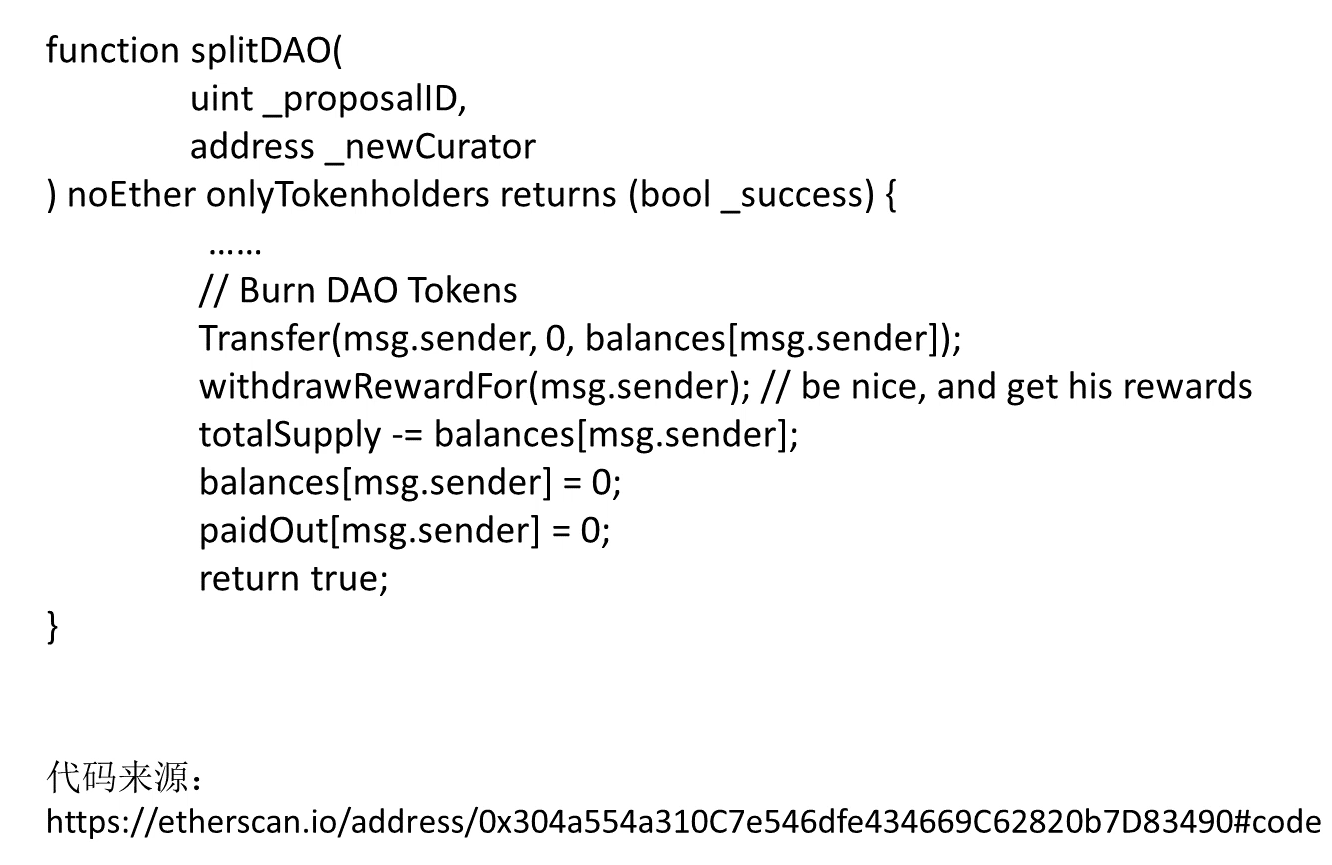 function splitDAO(
uint _proposalID,
address _newCurator
) noEther onlyTokenholders returns (bool _success) {
……
// Burn DAO Tokens
Transfer(msg.sender, 0, balances[msg.sender]);
withdrawRewardFor(msg.sender); // be nice, and get his rewards
totalSupply -= balances[msg.sender];
balances[msg.sender] = 0;
paidOut[msg.sender] = 0;
return true;
}
代码来源：
https://etherscan.io/address/0x304a554a310C7e546dfe434669C62820b7D83490#code